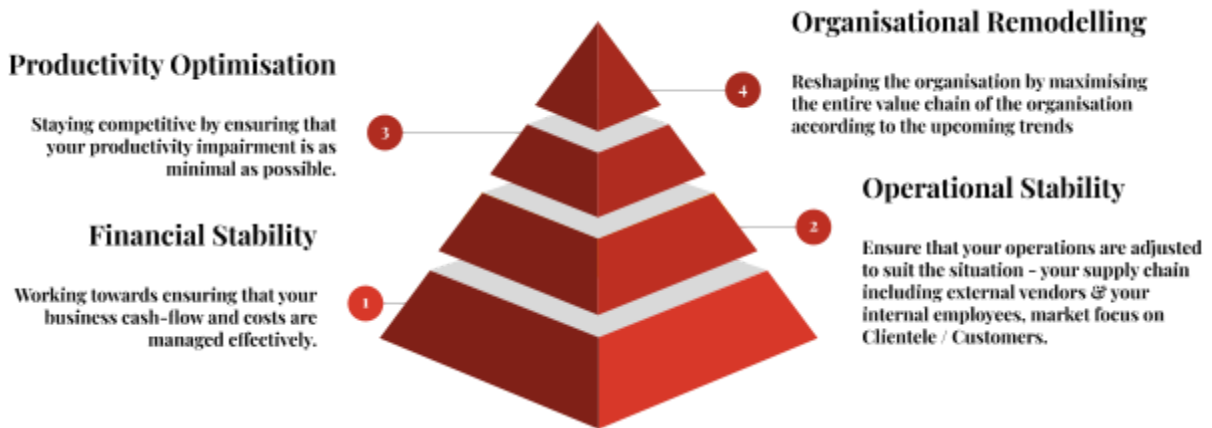 Organisational Remodelling
4
Reshaping the organisation by maximising
the entire value chain of the organisation
according to the upcoming trends
Productivity Optimisation
3
Staying competitive by ensuring that
your productivity impairment is as
minimal as possible.
Operational Stability
2
Ensure that your operations are adjusted
to suit the situation - your supply chain
including external vendors & your
internal employees, market focus on
Clientele / Customers.
Financial Stability
1
Working towards ensuring that your
business cash-flow and costs are
managed effectively.